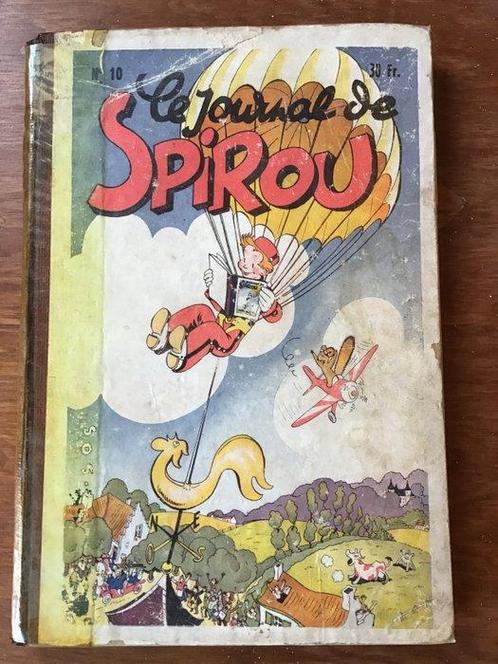 N° 10
30 Fr.
Le Journal de
SPIROU
N E